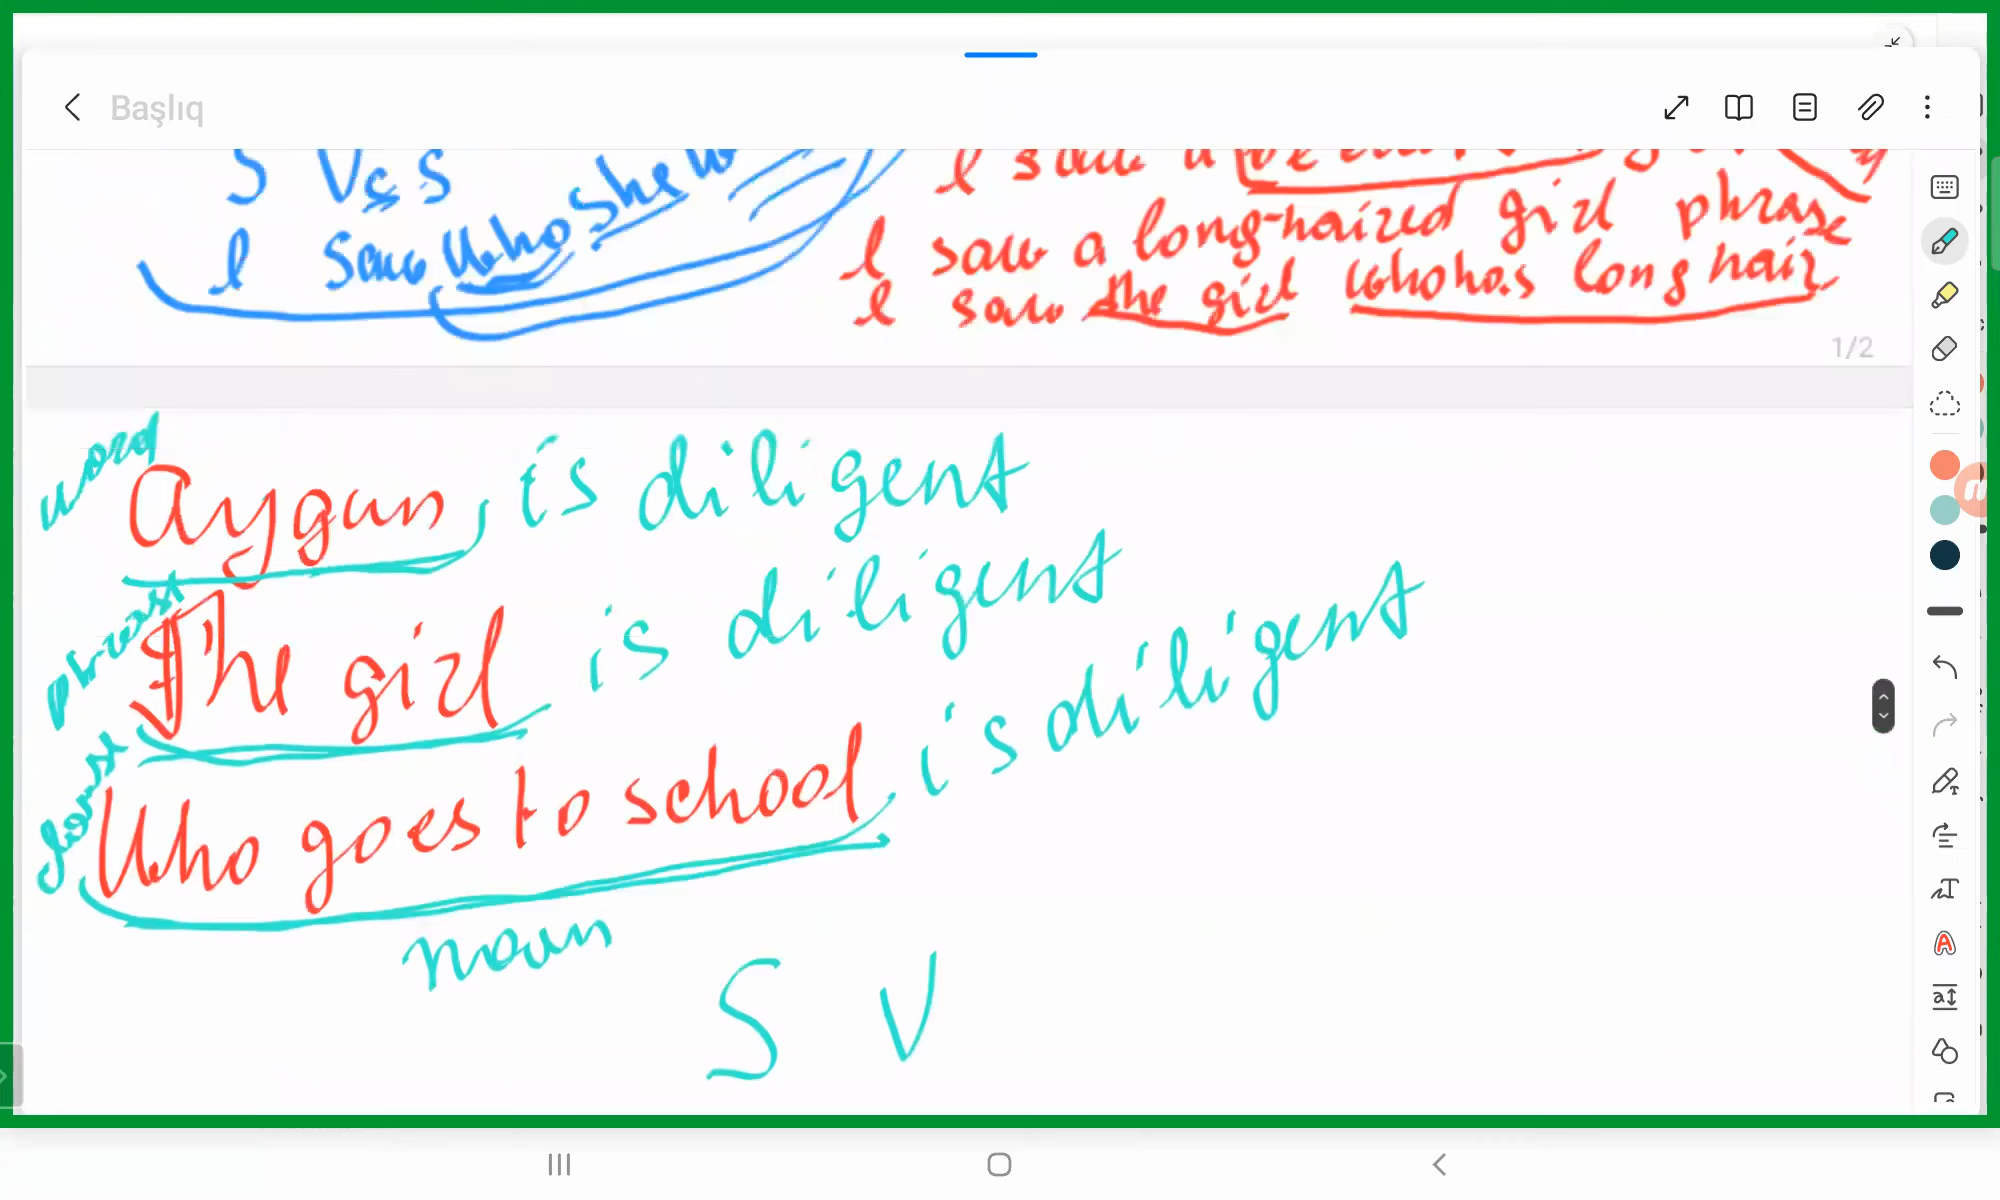 Başlıq
S V ç S
I saw who she
I saw a
I saw a long-haired girl phrase
I saw the girl who has long hair
1/2
word
Aygun is diligent
phrase
The girl is diligent
Who goes to school is diligent
noun
S V